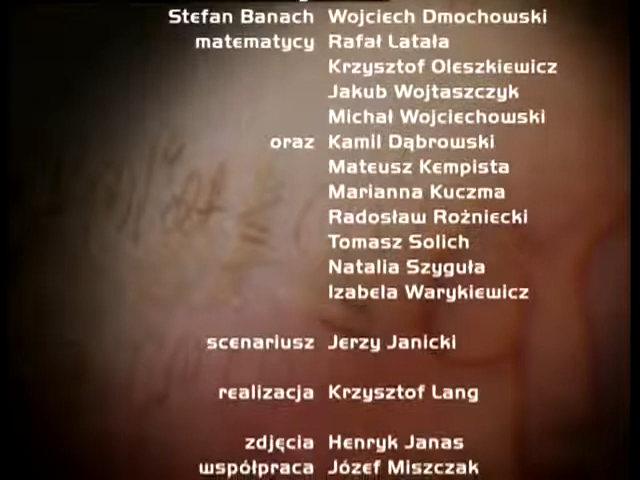 Stefan Banach Wojciech Dmochowski
matematycy Rafał Latała
Krzysztof Oleszkiewicz
Jakub Wojtaszczyk
Michał Wojciechowski
oraz Kamil Dąbrowski
Mateusz Kempista
Marianna Kuczma
Radosław Rożniecki
Tomasz Solich
Natalia Szyguła
Izabela Warykiewicz
scenariusz Jerzy Janicki
realizacja Krzysztof Lang
zdjęcia Henryk Janas
współpraca Józef Miszczak